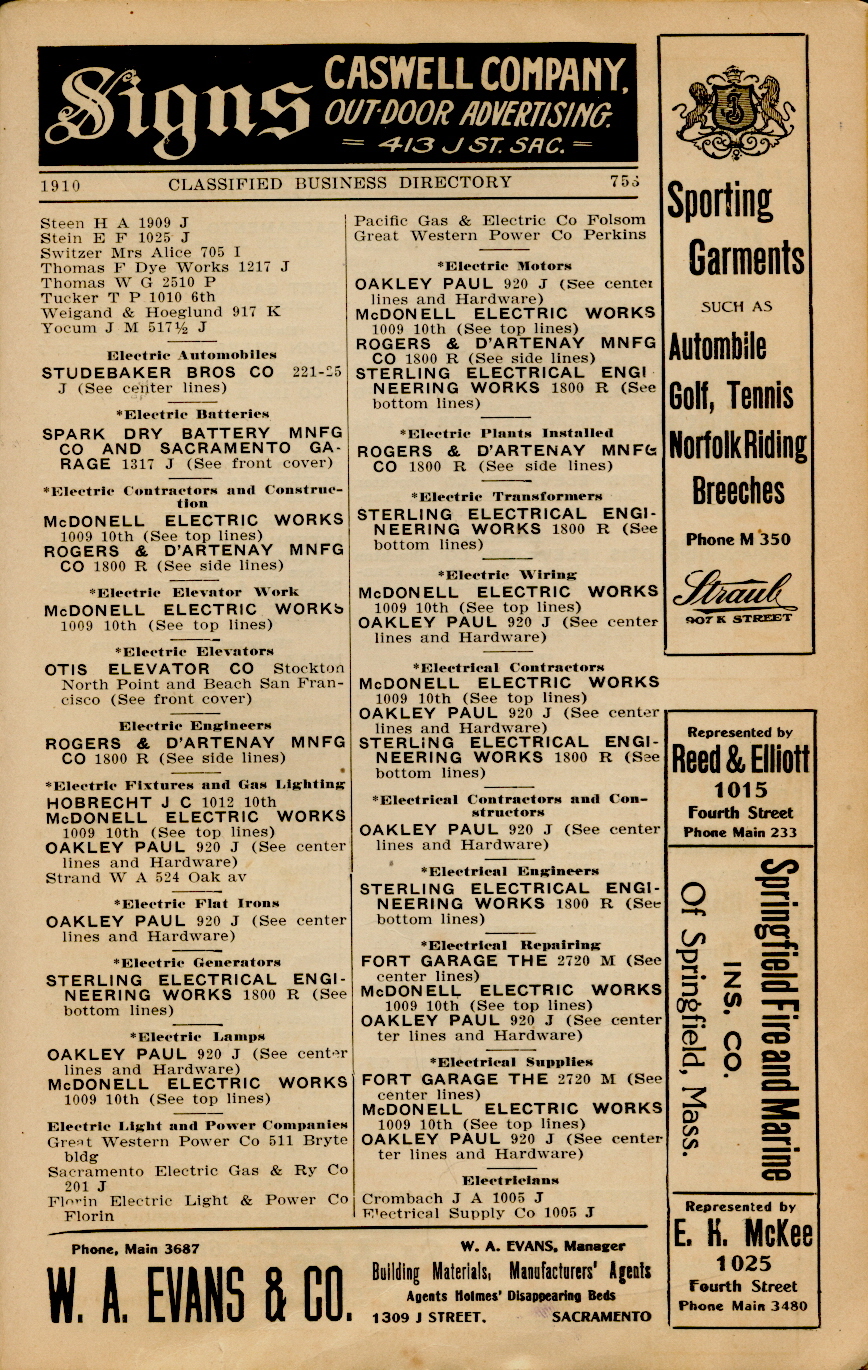 Signs
CASWELL COMPANY,
OUT-DOOR ADVERTISING.
= 413 J ST. SAC. =
1910 CLASSIFIED BUSINESS DIRECTORY
Steen H A 1909 J
Stein E F 1025 J
Switzer Mrs Alice 705 I
Thomas F Dye Works 1217 J
Thomas W G 2510 P
Tucker T P 1010 6th
Weigand & Hoeglund 917 K
Yocum J M 517½ J
Electric Automobiles
STUDEBAKER BROS CO 221-25
J (See center lines)
*Electric Batteries
SPARK DRY BATTERY MNFG
CO AND SACRAMENTO GA-
RAGE 1317 J (See front cover)
*Electric Contractors and Construc-
tion
McDONELL ELECTRIC WORKS
1009 10th (See top lines)
ROGERS & D'ARTENAY MNFG
CO 1800 R (See side lines)
*Electric Elevator Work
McDONELL ELECTRIC WORKS
1009 10th (See top lines)
*Electric Elevators
OTIS ELEVATOR CO Stockton
North Point and Beach San Fran-
cisco (See front cover)
Electric Engineers
ROGERS & D'ARTENAY MNFG
CO 1800 R (See side lines)
*Electric Fixtures and Gas Lighting
HOBRECHT J C 1012 10th
McDONELL ELECTRIC WORKS
1009 10th (See top lines)
OAKLEY PAUL 920 J (See center
lines and Hardware)
Strand W A 524 Oak av
*Electric Flat Irons
OAKLEY PAUL 920 J (See center
lines and Hardware)
*Electric Generators
STERLING ELECTRICAL ENGI-
NEERING WORKS 1800 R (See
bottom lines)
*Electric Lamps
OAKLEY PAUL 920 J (See center
lines and Hardware)
McDONELL ELECTRIC WORKS
1009 10th (See top lines)
Electric Light and Power Companies
Great Western Power Co 511 Bryte
bldg
Sacramento Electric Gas & Ry Co
201 J
Florin Electric Light & Power Co
Florin
Pacific Gas & Electric Co Folsom
Great Western Power Co Perkins
*Electric Motors
OAKLEY PAUL 920 J (See center
lines and Hardware)
McDONELL ELECTRIC WORKS
1009 10th (See top lines)
ROGERS & D'ARTENAY MNFG
CO 1800 R (See side lines)
STERLING ELECTRICAL ENGI
NEERING WORKS 1800 R (See
bottom lines)
*Electric Plants Installed
ROGERS & D'ARTENAY MNFG
CO 1800 R (See side lines)
*Electric Transformers
STERLING ELECTRICAL ENGI-
NEERING WORKS 1800 R (See
bottom lines)
*Electric Wiring
McDONELL ELECTRIC WORKS
1009 10th (See top lines)
OAKLEY PAUL 920 J (See center
lines and Hardware)
*Electrical Contractors
McDONELL ELECTRIC WORKS
1009 10th (See top lines)
OAKLEY PAUL 920 J (See center
lines and Hardware)
STERLING ELECTRICAL ENGI-
NEERING WORKS 1800 R (See
bottom lines)
*Electrical Contractors and Con-
structors
OAKLEY PAUL 920 J (See center
lines and Hardware)
*Electrical Engineers
STERLING ELECTRICAL ENGI-
NEERING WORKS 1800 R (See
bottom lines)
*Electrical Repairing
FORT GARAGE THE 2720 M (See
center lines)
McDONELL ELECTRIC WORKS
1009 10th (See top lines)
OAKLEY PAUL 920 J (See center
ter lines and Hardware)
*Electrical Supplies
FORT GARAGE THE 2720 M (See
center lines)
McDONELL ELECTRIC WORKS
1009 10th (See top lines)
OAKLEY PAUL 920 J (See center
ter lines and Hardware)
Electricians
Crombach J A 1005 J
Electrical Supply Co 1005 J
Sporting
Garments
SUCH AS
Autombile
Golf, Tennis
Norfolk Riding
Breeches
Phone M 350
Straub
907 K STREET
Represented by
Reed & Elliott
1015
Fourth Street
Phone Main 233
Springfield Fire and Marine
INS. CO.
Of Springfield, Mass.
Represented by
E. K. McKee
1025
Fourth Street
Phone Main 3480
Phone, Main 3687
W. A. EVANS & CO.
W. A. EVANS, Manager
Building Materials, Manufacturers' Agents
Agents Holmes' Disappearing Beds
1309 J STREET. SACRAMENTO